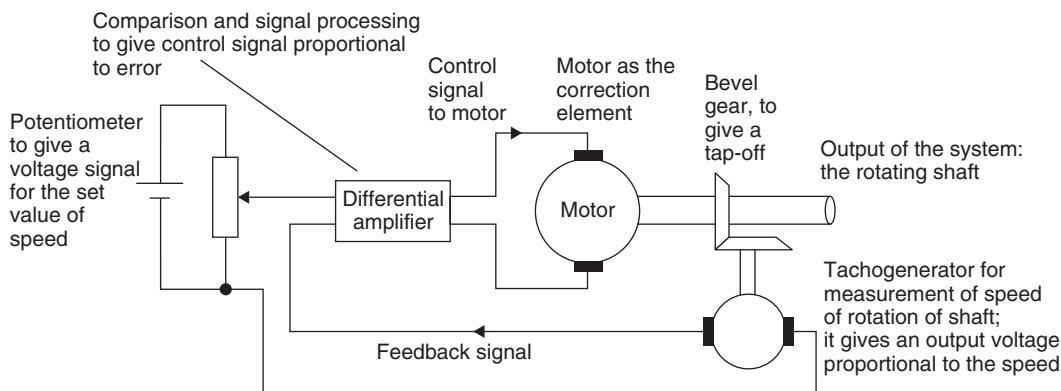 Comparison and signal processing
to give control signal proportional
to error
Control
signal
to motor
Motor as the
correction
element
Bevel
gear, to
give a
tap-off
Potentiometer
to give a
voltage signal
for the set
value of
speed
Output of the system:
the rotating shaft
Differential
amplifier
Motor
Tachogenerator for
measurement of speed
of rotation of shaft;
it gives an output voltage
proportional to the speed
Feedback signal